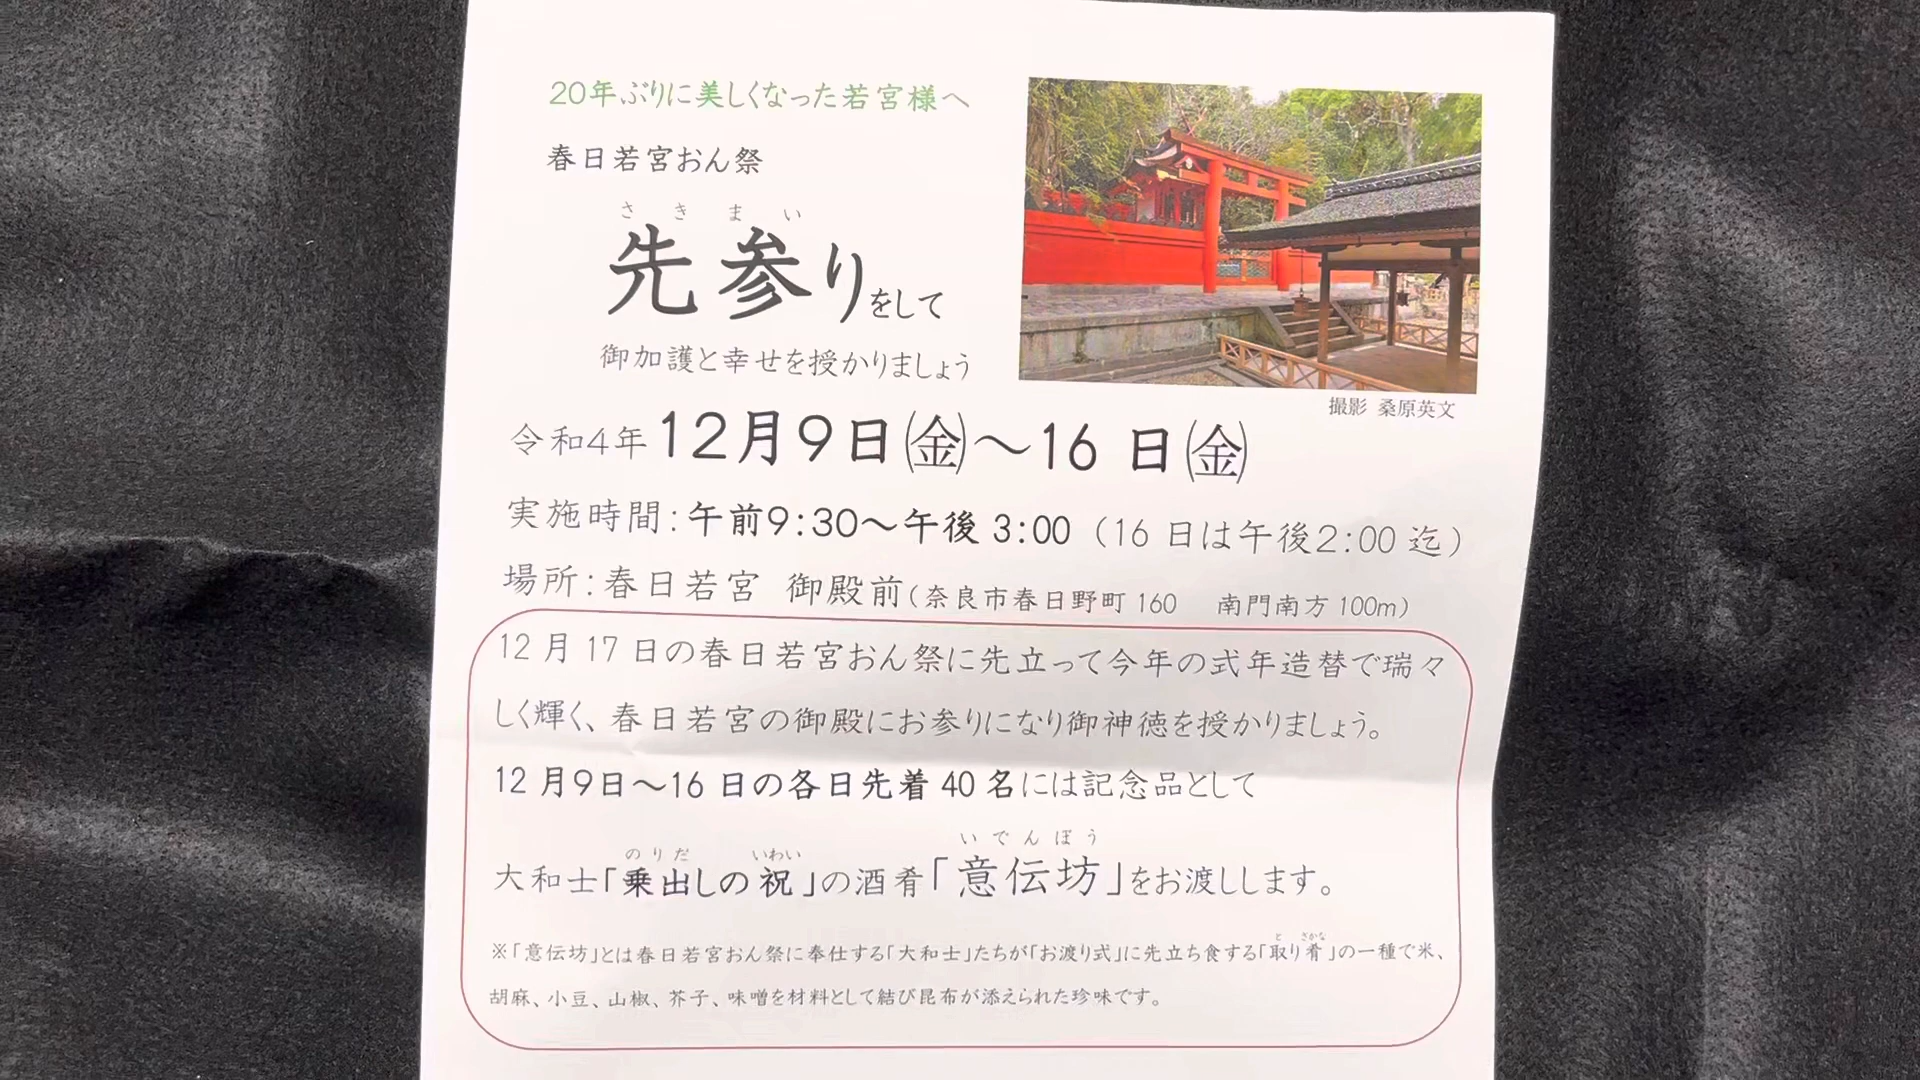 20年ぶりに美しくなった若宮様へ
春日若宮おん祭
さきまい
先参りをして
御加護と幸せを授かりましょう
撮影 桑原英文
令和4年12月9日㈮～16日㈮
実施時間:午前9:30～午後3:00（16日は午後2:00迄）
場所:春日若宮 御殿前(奈良市春日野町160 南門南方100m)
12月17日の春日若宮おん祭に先立って今年の式年造替で瑞々
しく輝く、春日若宮の御殿にお参りになり御神徳を授かりましょう。
12月9日～16日の各日先着40名には記念品として
のりだ いわい いでんぼう
大和士「乗出しの祝」の酒肴「意伝坊」をお渡しします。
と ざかな
※「意伝坊」とは春日若宮おん祭に奉仕する「大和士」たちが「お渡り式」に先立ち食する「取り肴」の一種で米、
胡麻、小豆、山椒、芥子、味噌を材料として結び昆布が添えられた珍味です。